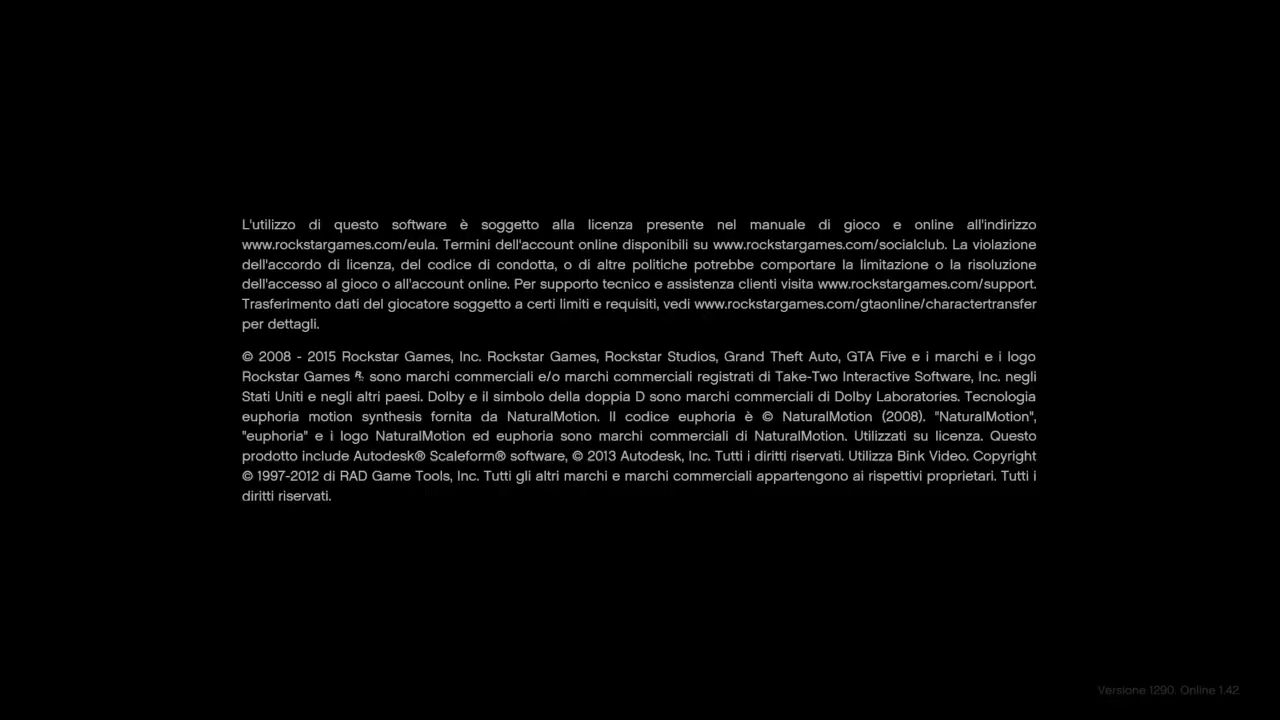 L'utilizzo di questo software è soggetto alla licenza presente nel manuale di gioco e online all'indirizzo
www.rockstargames.com/eula. Termini dell'account online disponibili su www.rockstargames.com/socialclub. La violazione
dell'accordo di licenza, del codice di condotta, o di altre politiche potrebbe comportare la limitazione o la risoluzione
dell'accesso al gioco o all'account online. Per supporto tecnico e assistenza clienti visita www.rockstargames.com/support.
Trasferimento dati del giocatore soggetto a certi limiti e requisiti, vedi www.rockstargames.com/gtaonline/charactertransfer
per dettagli.
© 2008 - 2015 Rockstar Games, Inc. Rockstar Games, Rockstar Studios, Grand Theft Auto, GTA Five e i marchi e i logo
Rockstar Games R* sono marchi commerciali e/o marchi commerciali registrati di Take-Two Interactive Software, Inc. negli
Stati Uniti e negli altri paesi. Dolby e il simbolo della doppia D sono marchi commerciali di Dolby Laboratories. Tecnologia
euphoria motion synthesis fornita da NaturalMotion. Il codice euphoria è © NaturalMotion (2008). "NaturalMotion",
"euphoria" e i logo NaturalMotion ed euphoria sono marchi commerciali di NaturalMotion. Utilizzati su licenza. Questo
prodotto include Autodesk® Scaleform® software, © 2013 Autodesk, Inc. Tutti i diritti riservati. Utilizza Bink Video. Copyright
© 1997-2012 di RAD Game Tools, Inc. Tutti gli altri marchi e marchi commerciali appartengono ai rispettivi proprietari. Tutti i
diritti riservati.
Versione 1290. Online 1.42